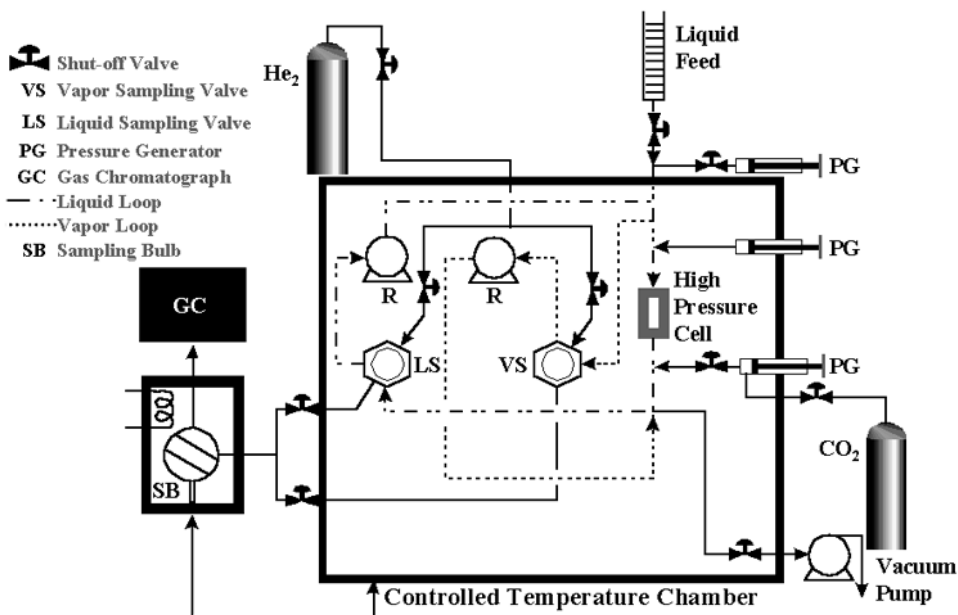 Shut-off Valve
VS Vapor Sampling Valve
LS Liquid Sampling Valve
PG Pressure Generator
GC Gas Chromatograph
Liquid Loop
Vapor Loop
SB Sampling Bulb
He₂
Liquid
Feed
PG
PG
R
R
High
Pressure
Cell
GC
LS
VS
PG
CO₂
SB
Vacuum
Pump
Controlled Temperature Chamber